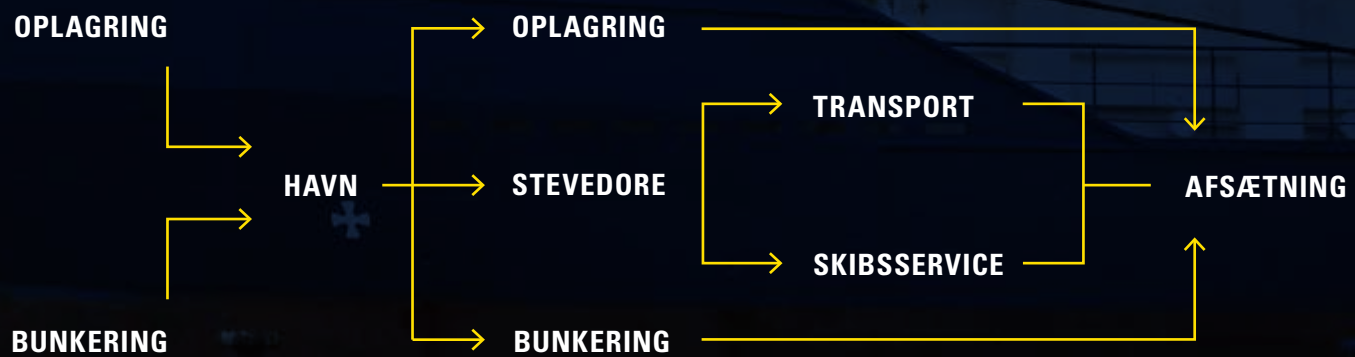 OPLAGRING
BUNKERING
HAVN
OPLAGRING
STEVEDORE
BUNKERING
TRANSPORT
SKIBSSERVICE
AFSÆTNING